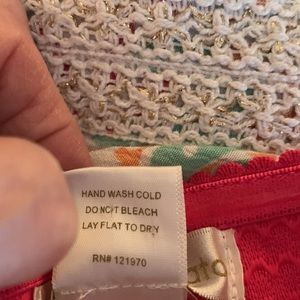 HAND WASH COLD
DO NOT BLEACH
LAY FLAT TO DRY
RN# 121970